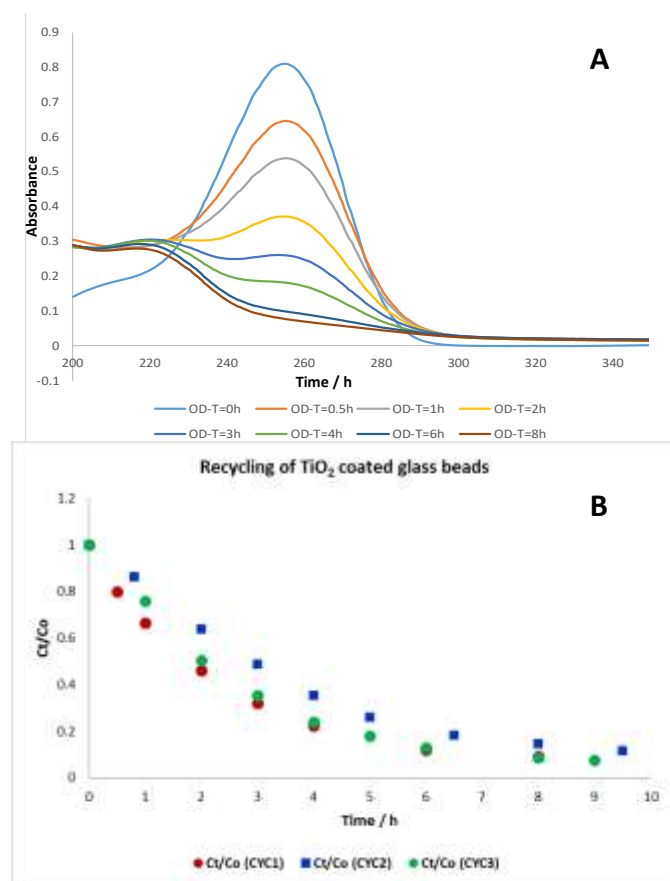 A
0.9
0.8
0.7
0.6
0.5
0.4
0.3
0.2
0.1
0
-0.1
Absorbance
200 220 240 260 280 300 320 340
Time / h
OD-T=0h OD-T=0.5h OD-T=1h OD-T=2h
OD-T=3h OD-T=4h OD-T=6h OD-T=8h
Recycling of TiO₂ coated glass beads
B
1.2
1
0.8
0.6
0.4
0.2
0
Ct/Co
0 1 2 3 4 5 6 7 8 9 10
Time / h
Ct/Co (CYC1) Ct/Co (CYC2) Ct/Co (CYC3)